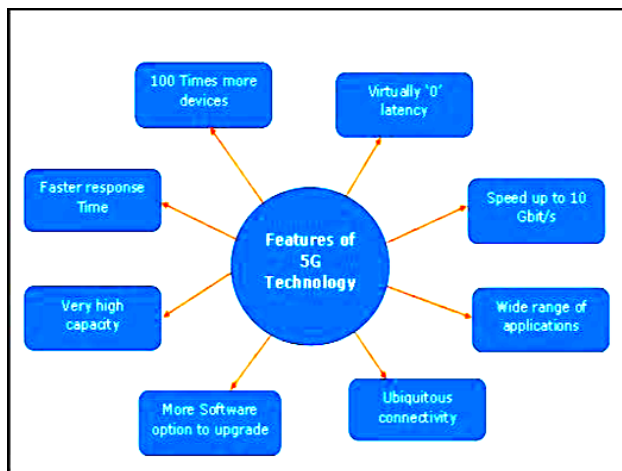 100 Times more
devices
Virtually '0'
latency
Faster response
Time
Speed up to 10
Gbit/s
Features of
5G
Technology
Very high
capacity
Wide range of
applications
More Software
option to upgrade
Ubiquitous
connectivity